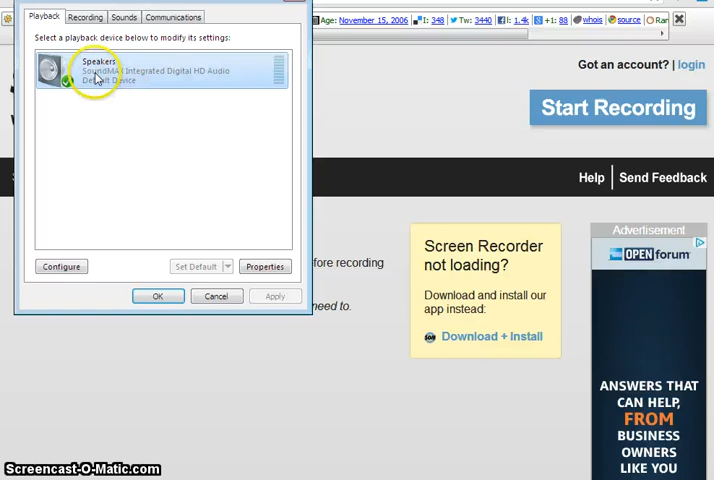 Playback Recording Sounds Communications
Select a playback device below to modify its settings:
Speakers
SoundMAX Integrated Digital HD Audio
Default Device
Configure
Set Default
Properties
OK
Cancel
Apply
Age: November 15, 2006 I: 348 Tw: 3440 l: 1.4k +1: 88 whois source Ran
Got an account? | login
Start Recording
Help
Send Feedback
fore recording
need to.
Screen Recorder
not loading?
Download and install our
app instead:
Download + Install
Advertisement
OPEN forum
ANSWERS THAT
CAN HELP,
FROM
BUSINESS
OWNERS
LIKE YOU
Screencast-O-Matic.com